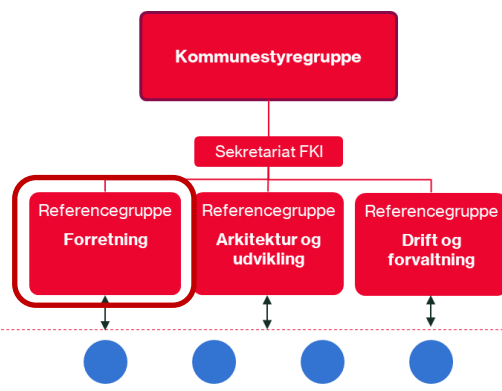 Kommunestyregruppe
Sekretariat FKI
Referencegruppe
Forretning
Referencegruppe
Arkitektur og
udvikling
Referencegruppe
Drift og
forvaltning